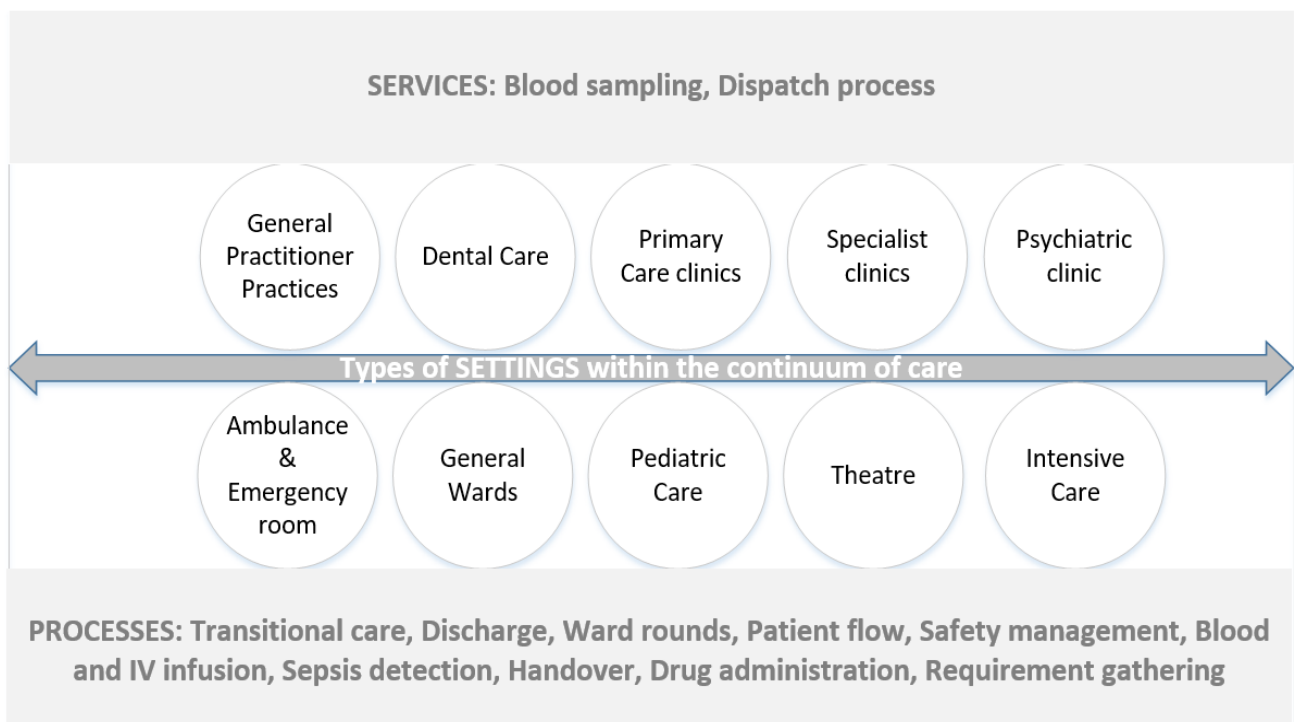 SERVICES: Blood sampling, Dispatch process
General
Practitioner
Practices
Dental Care
Primary
Care clinics
Specialist
clinics
Psychiatric
clinic
Types of SETTINGS within the continuum of care
Ambulance
&
Emergency
room
General
Wards
Pediatric
Care
Theatre
Intensive
Care
PROCESSES: Transitional care, Discharge, Ward rounds, Patient flow, Safety management, Blood
and IV infusion, Sepsis detection, Handover, Drug administration, Requirement gathering